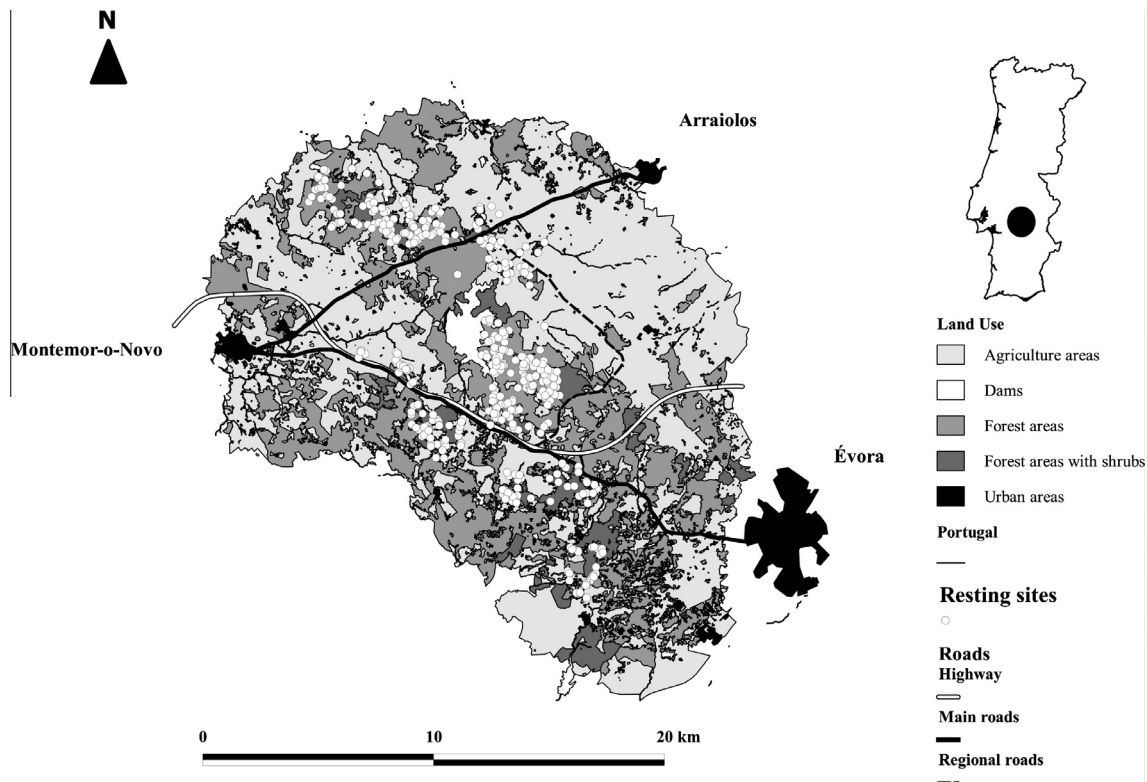 N
Arraiolos
Montemor-o-Novo
Évora
0 10 20 km
Land Use
Agriculture areas
Dams
Forest areas
Forest areas with shrubs
Urban areas
Portugal
Resting sites
Roads
Highway
Main roads
Regional roads